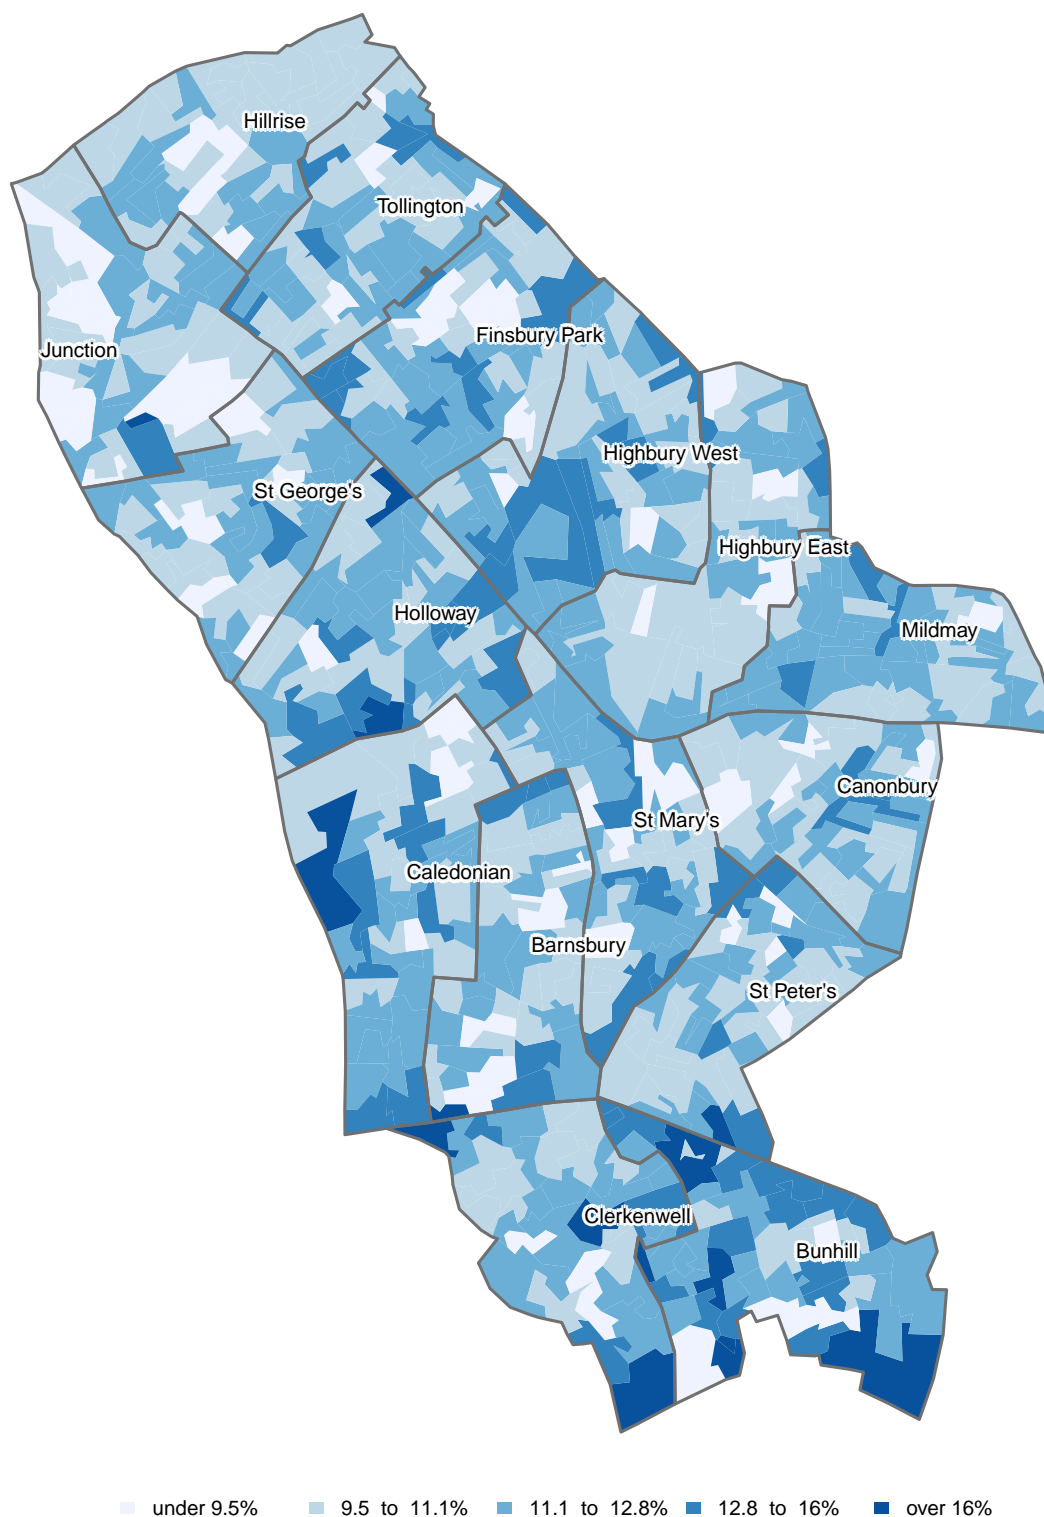 Hillrise
Tollington
Finsbury Park
Junction
Highbury West
St George's
Highbury East
Holloway
Mildmay
Canonbury
St Mary's
Caledonian
Barnsbury
St Peter's
Clerkenwell
Bunhill
under 9.5% 9.5 to 11.1% 11.1 to 12.8% 12.8 to 16% over 16%